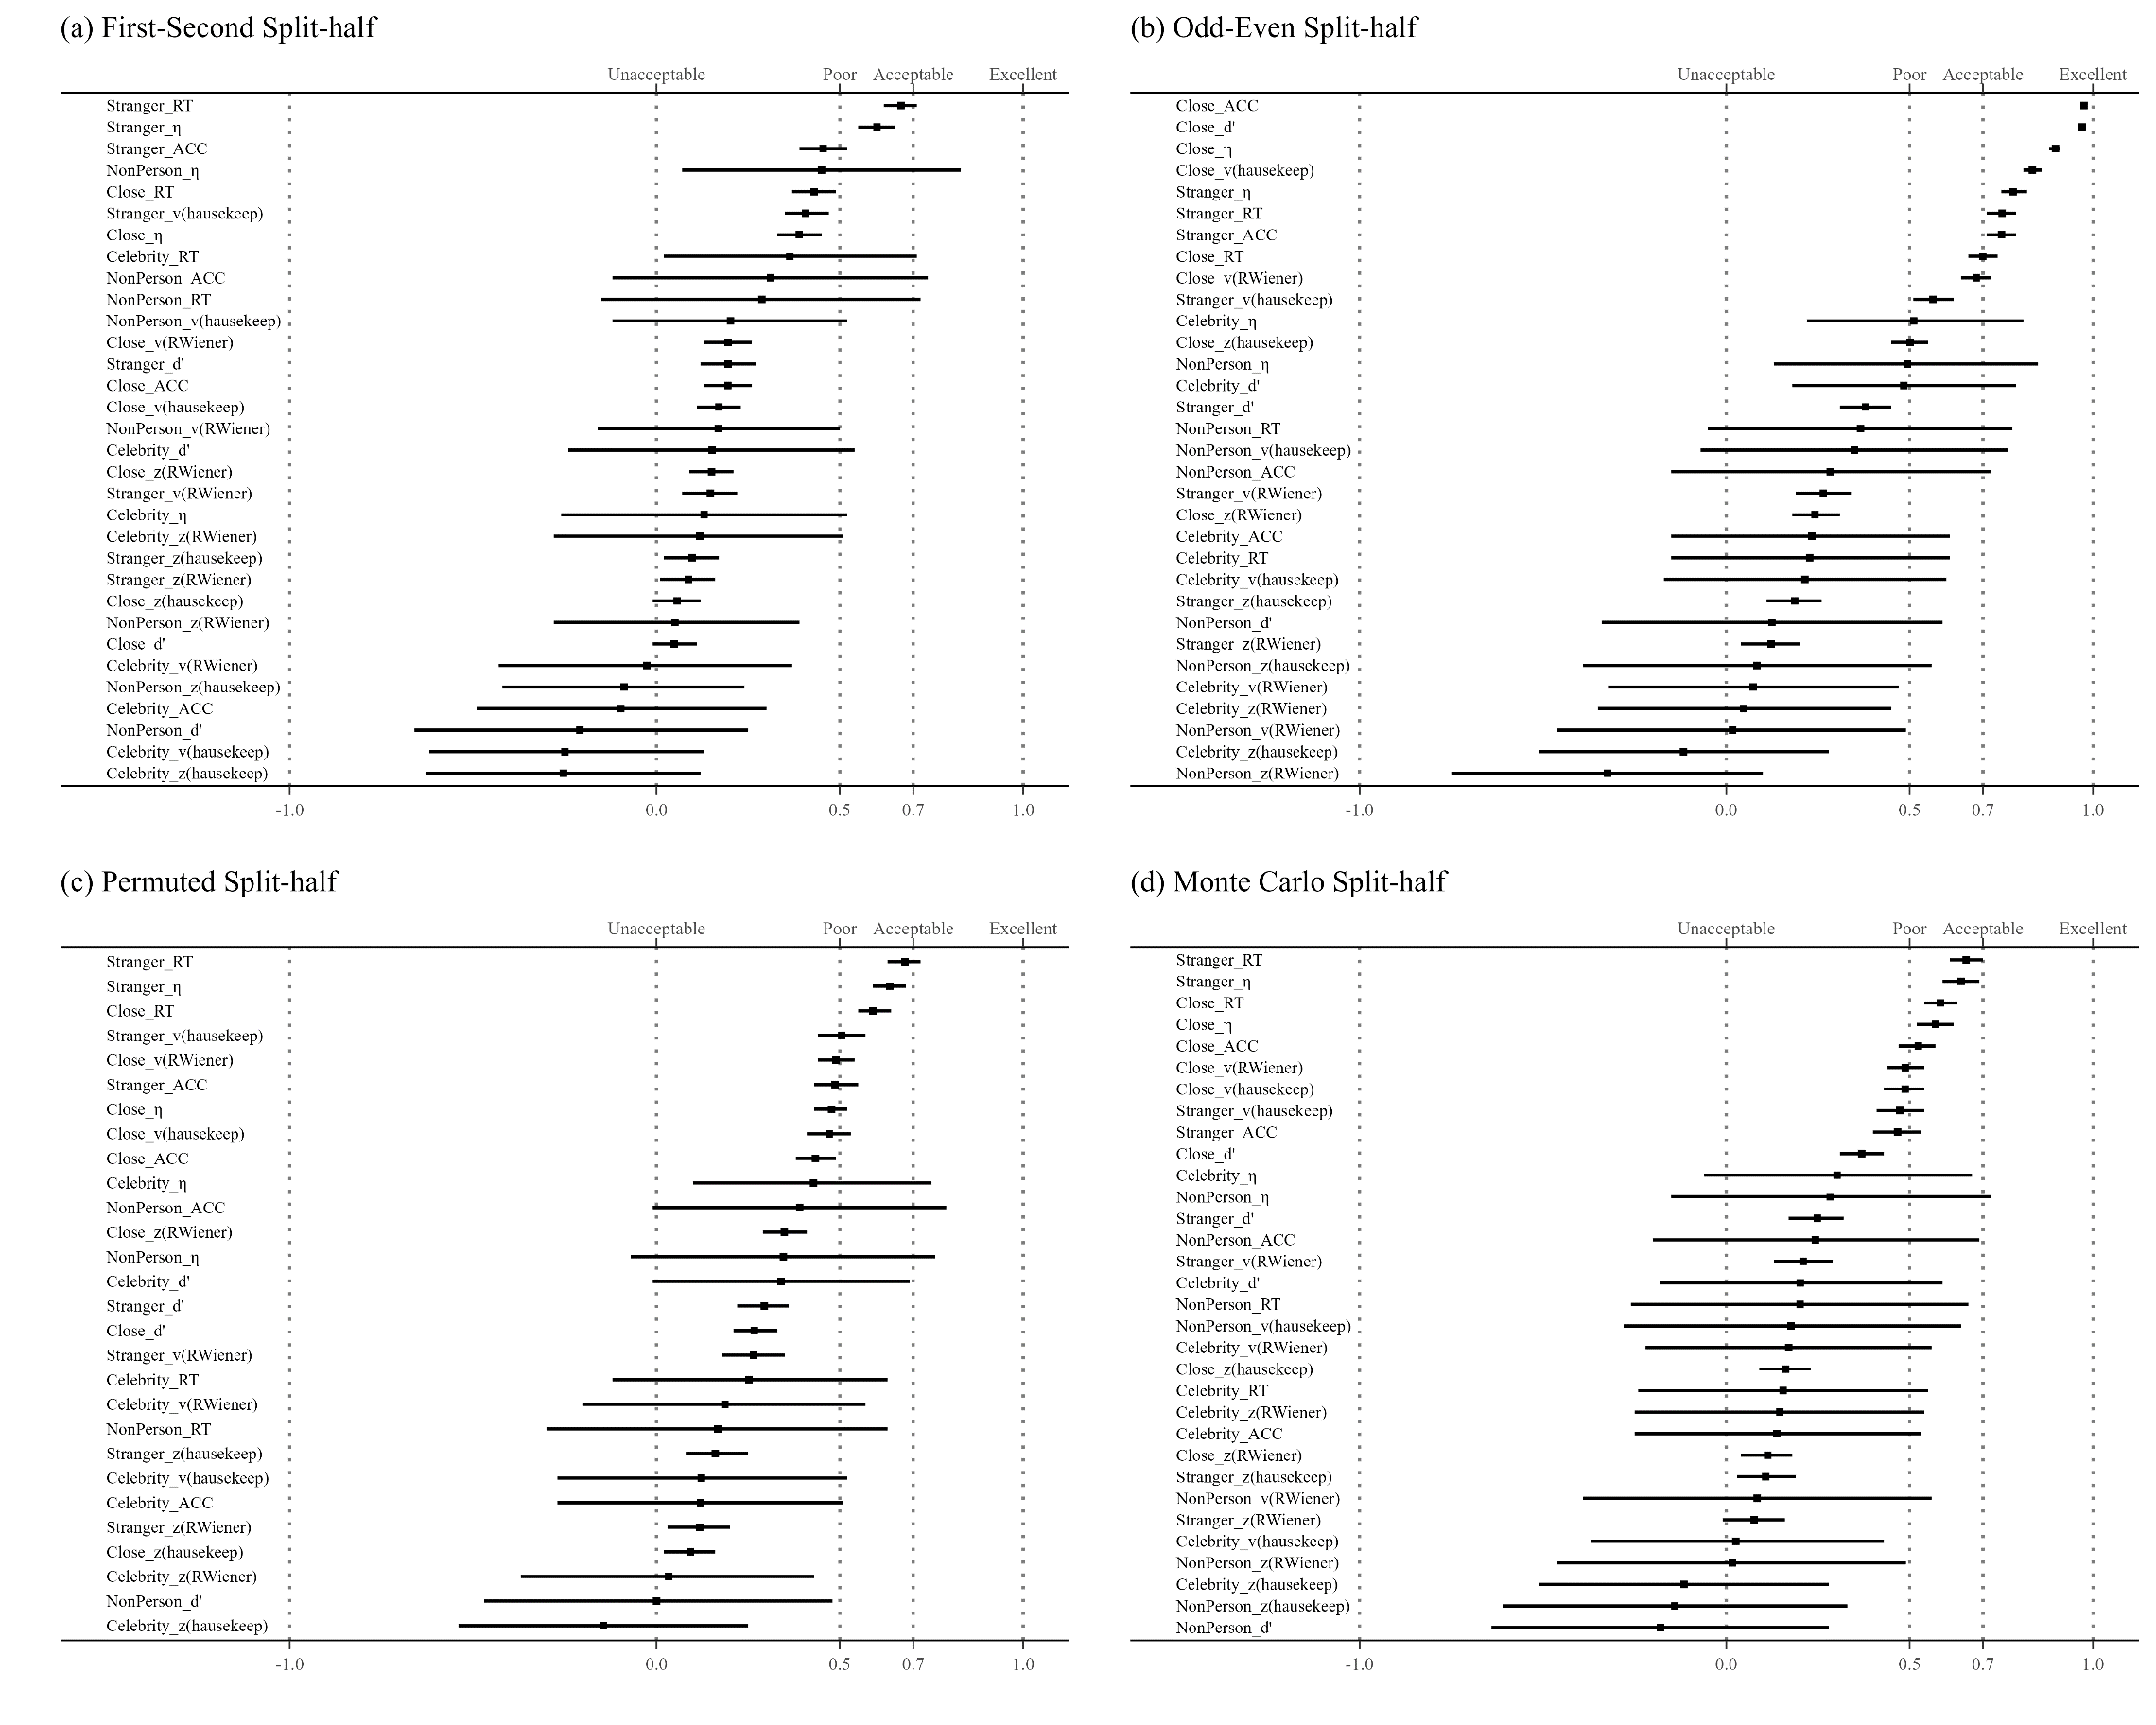 (a) First-Second Split-half
Unacceptable Poor Acceptable Excellent
Stranger_RT
Stranger_η
Stranger_ACC
NonPerson_η
Close_RT
Stranger_v(hausekeep)
Close_η
Celebrity_RT
NonPerson_ACC
NonPerson_RT
NonPerson_v(hausekeep)
Close_v(RWiener)
Stranger_d'
Close_ACC
Close_v(hausekeep)
NonPerson_v(RWiener)
Celebrity_d'
Close_z(RWiener)
Stranger_v(RWiener)
Celebrity_η
Celebrity_z(RWiener)
Stranger_z(hausekeep)
Stranger_z(RWiener)
Close_z(hausekeep)
NonPerson_z(RWiener)
Close_d'
Celebrity_v(RWiener)
NonPerson_z(hausekeep)
Celebrity_ACC
NonPerson_d'
Celebrity_v(hausekeep)
Celebrity_z(hausekeep)
-1.0 0.0 0.5 0.7 1.0
(b) Odd-Even Split-half
Unacceptable Poor Acceptable Excellent
Close_ACC
Close_d'
Close_η
Close_v(hausekeep)
Stranger_η
Stranger_RT
Stranger_ACC
Close_RT
Close_v(RWiener)
Stranger_v(hausekeep)
Celebrity_η
Close_z(hausekeep)
NonPerson_η
Celebrity_d'
Stranger_d'
NonPerson_RT
NonPerson_v(hausekeep)
NonPerson_ACC
Stranger_v(RWiener)
Close_z(RWiener)
Celebrity_ACC
Celebrity_RT
Celebrity_v(hausekeep)
Stranger_z(hausekeep)
NonPerson_d'
Stranger_z(RWiener)
NonPerson_z(hausekeep)
Celebrity_v(RWiener)
Celebrity_z(RWiener)
NonPerson_v(RWiener)
Celebrity_z(hausekeep)
NonPerson_z(RWiener)
-1.0 0.0 0.5 0.7 1.0
(c) Permuted Split-half
Unacceptable Poor Acceptable Excellent
Stranger_RT
Stranger_η
Close_RT
Stranger_v(hausekeep)
Close_v(RWiener)
Stranger_ACC
Close_η
Close_v(hausekeep)
Close_ACC
Celebrity_η
NonPerson_ACC
Close_z(RWiener)
NonPerson_η
Celebrity_d'
Stranger_d'
Close_d'
Stranger_v(RWiener)
Celebrity_RT
Celebrity_v(RWiener)
NonPerson_RT
Stranger_z(hausekeep)
Celebrity_v(hausekeep)
Celebrity_ACC
Stranger_z(RWiener)
Close_z(hausekeep)
Celebrity_z(RWiener)
NonPerson_d'
Celebrity_z(hausekeep)
-1.0 0.0 0.5 0.7 1.0
(d) Monte Carlo Split-half
Unacceptable Poor Acceptable Excellent
Stranger_RT
Stranger_η
Close_RT
Close_η
Close_ACC
Close_v(RWiener)
Close_v(hausekeep)
Stranger_v(hausekeep)
Stranger_ACC
Close_d'
Celebrity_η
NonPerson_η
Stranger_d'
NonPerson_ACC
Stranger_v(RWiener)
Celebrity_d'
NonPerson_RT
NonPerson_v(hausekeep)
Celebrity_v(RWiener)
Close_z(hausekeep)
Celebrity_RT
Celebrity_z(RWiener)
Celebrity_ACC
Close_z(RWiener)
Stranger_z(hausekeep)
NonPerson_v(RWiener)
Stranger_z(RWiener)
Celebrity_v(hausekeep)
NonPerson_z(RWiener)
Celebrity_z(hausekeep)
NonPerson_z(hausekeep)
NonPerson_d'
-1.0 0.0 0.5 0.7 1.0